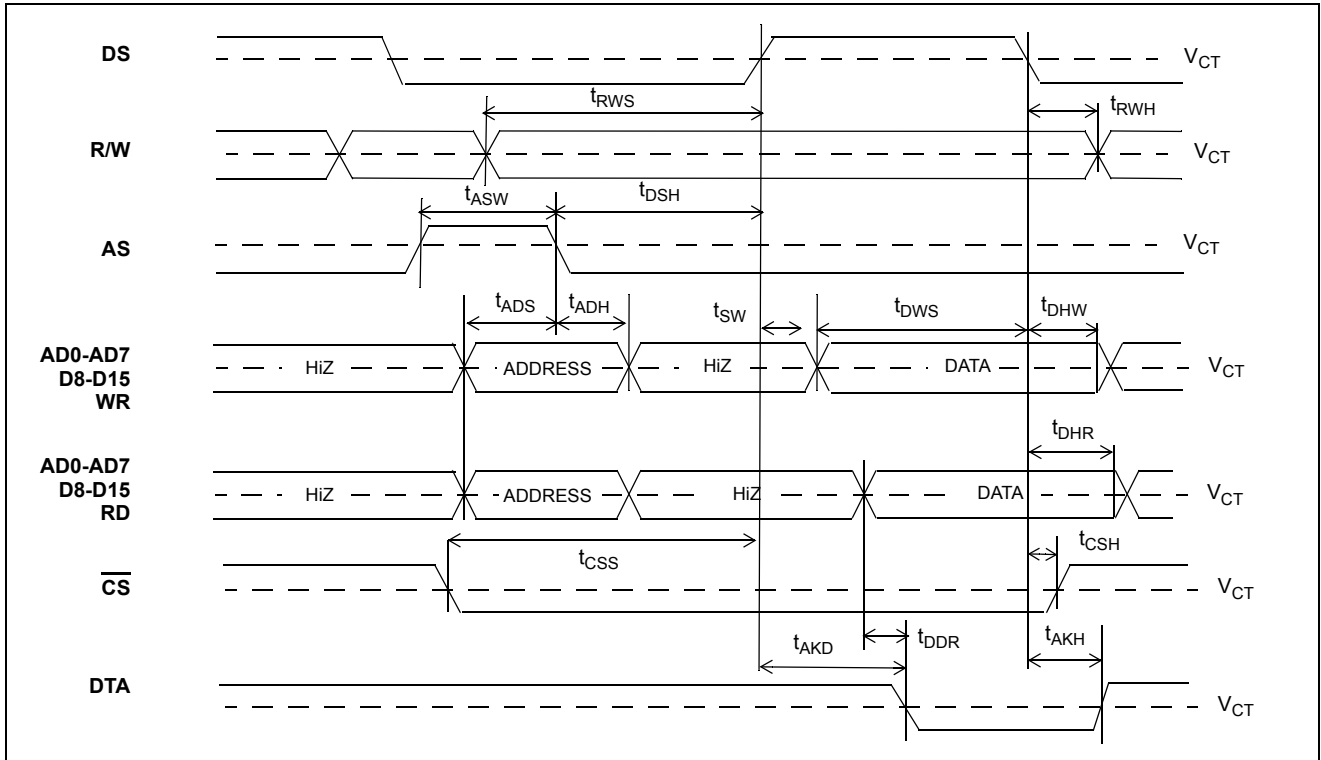 DS
V_CT
t_RWS
t_RWH
R/W
V_CT
t_ASW
t_DSH
AS
V_CT
t_ADS
t_ADH
t_SW
t_DWS
t_DHW
AD0-AD7
D8-D15
WR
HiZ
ADDRESS
HiZ
DATA
V_CT
t_DHR
AD0-AD7
D8-D15
RD
HiZ
ADDRESS
HiZ
DATA
V_CT
t_CSS
t_CSH
C̅S̅
V_CT
t_AKD
t_DDR
t_AKH
DTA
V_CT